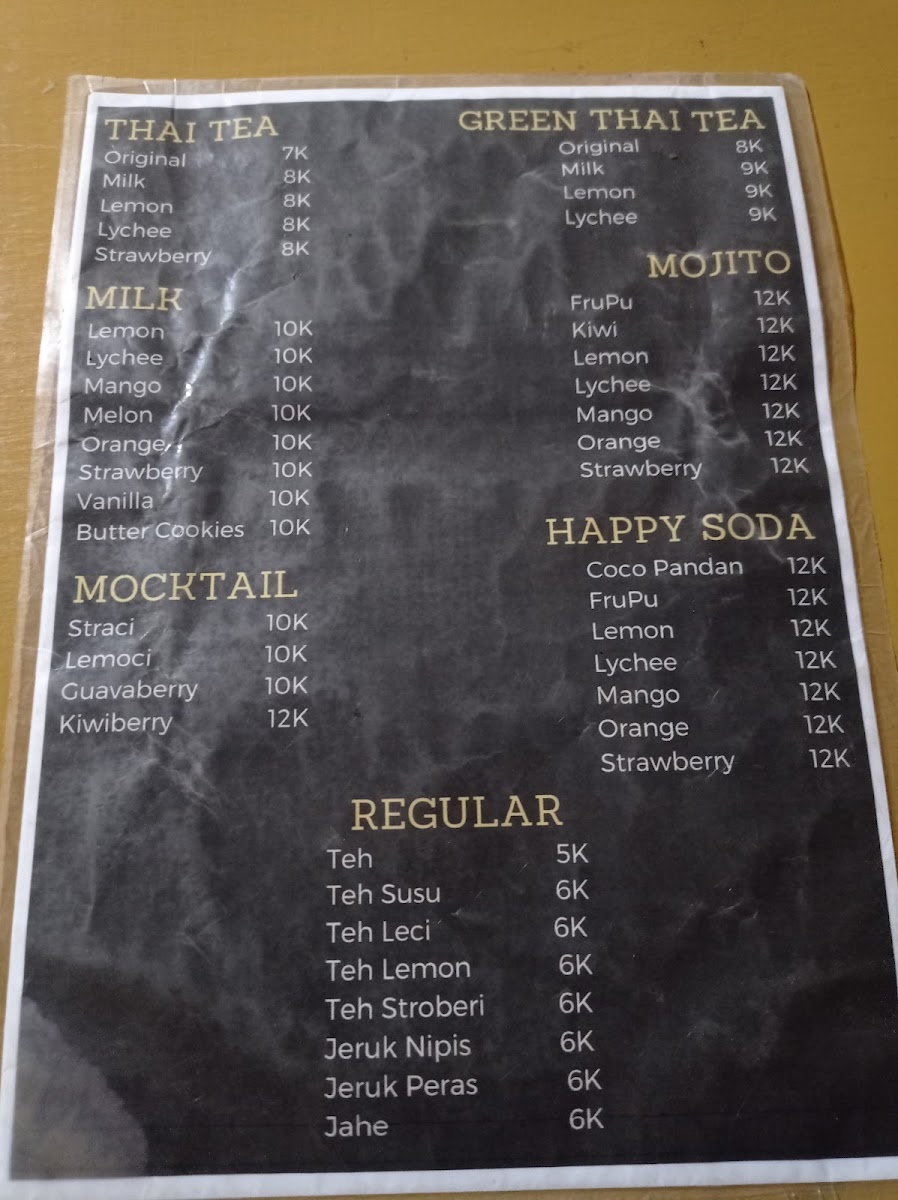 THAI TEA
Original 7K
Milk 8K
Lemon 8K
Lychee 8K
Strawberry 8K
MILK
Lemon 10K
Lychee 10K
Mango 10K
Melon 10K
Orange 10K
Strawberry 10K
Vanilla 10K
Butter Cookies 10K
MOCKTAIL
Straci 10K
Lemoci 10K
Guavaberry 10K
Kiwiberry 12K
GREEN THAI TEA
Original 8K
Milk 9K
Lemon 9K
Lychee 9K
MOJITO
FruPu 12K
Kiwi 12K
Lemon 12K
Lychee 12K
Mango 12K
Orange 12K
Strawberry 12K
HAPPY SODA
Coco Pandan 12K
FruPu 12K
Lemon 12K
Lychee 12K
Mango 12K
Orange 12K
Strawberry 12K
REGULAR
Teh 5K
Teh Susu 6K
Teh Leci 6K
Teh Lemon 6K
Teh Stroberi 6K
Jeruk Nipis 6K
Jeruk Peras 6K
Jahe 6K